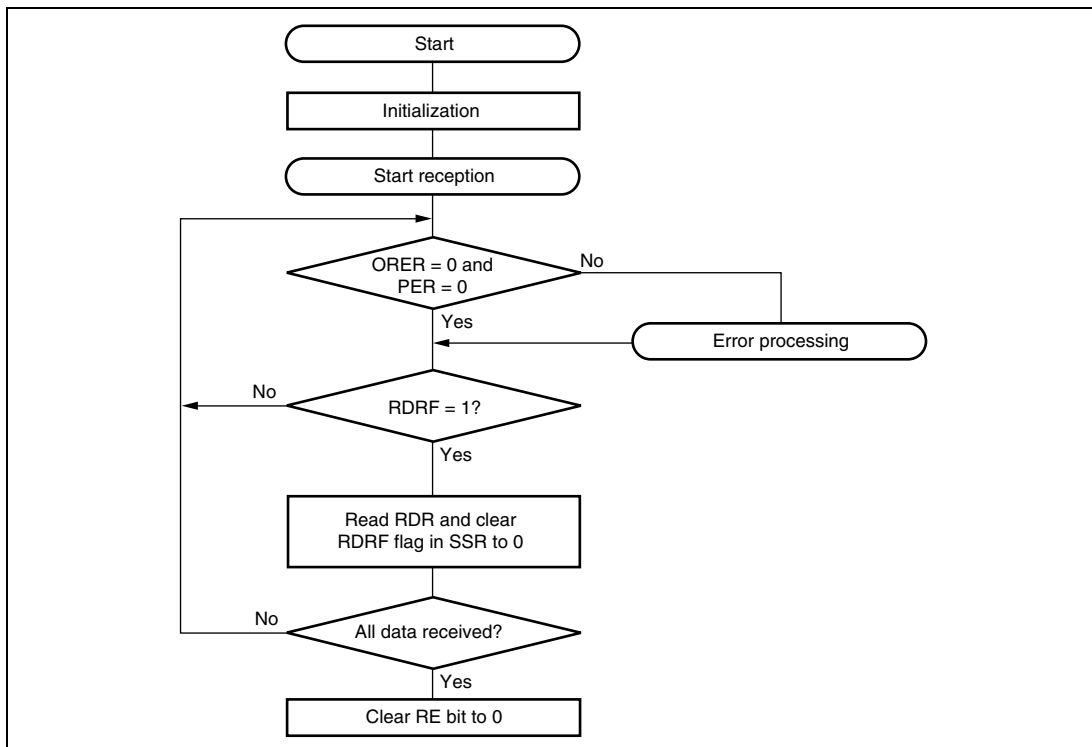 Start
Initialization
Start reception
ORER = 0 and
PER = 0
No
Yes
Error processing
No
RDRF = 1?
Yes
Read RDR and clear
RDRF flag in SSR to 0
No
All data received?
Yes
Clear RE bit to 0